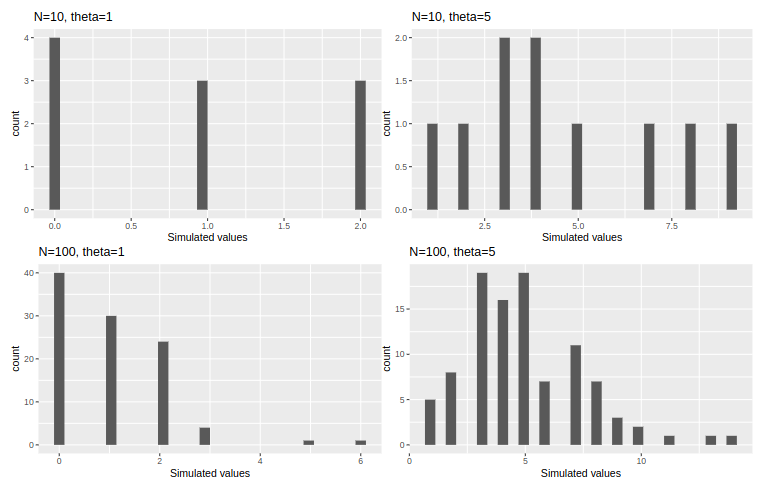 N=10, theta=1
4
3
2
1
0
count
0.0 0.5 1.0 1.5 2.0
Simulated values
N=10, theta=5
2.0
1.5
1.0
0.5
0.0
count
2.5 5.0 7.5
Simulated values
N=100, theta=1
40
30
20
10
0
count
0 2 4 6
Simulated values
N=100, theta=5
15
10
5
0
count
0 5 10
Simulated values